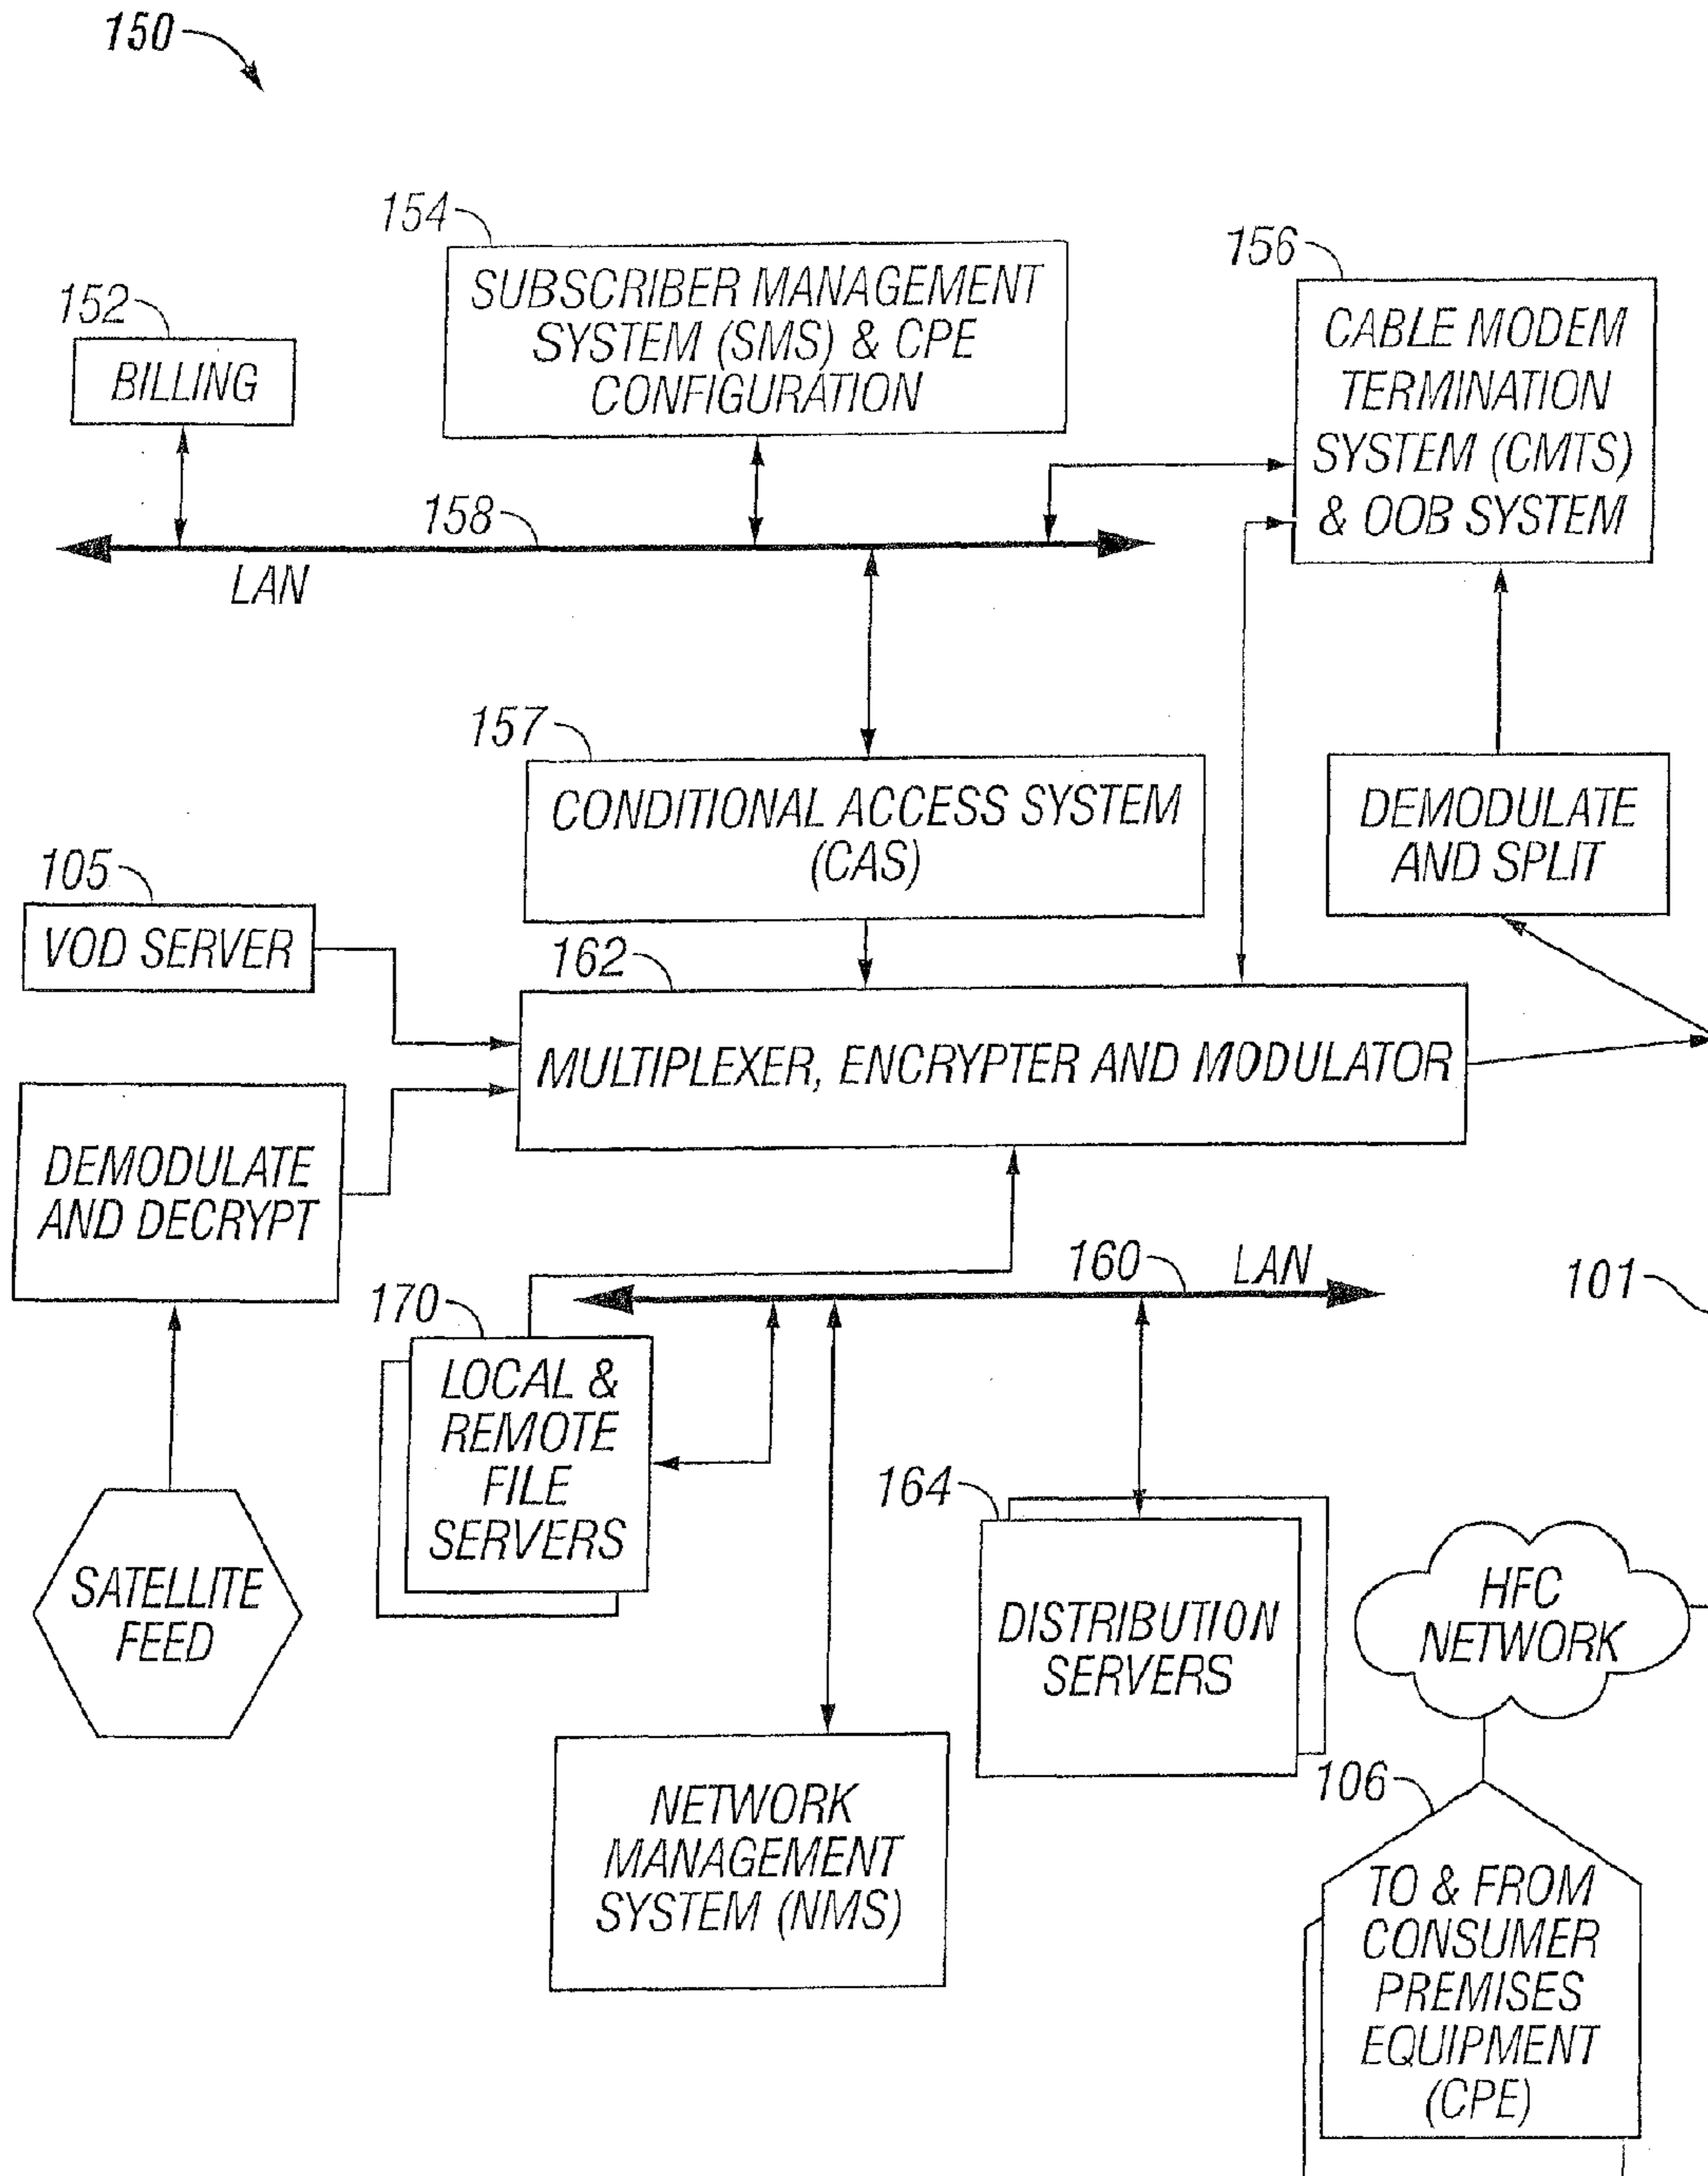 150
154
SUBSCRIBER MANAGEMENT
SYSTEM (SMS) & CPE
CONFIGURATION
156
CABLE MODEM
TERMINATION
SYSTEM (CMTS)
& OOB SYSTEM
152
BILLING
158
LAN
157
CONDITIONAL ACCESS SYSTEM
(CAS)
DEMODULATE
AND SPLIT
105
VOD SERVER
162
MULTIPLEXER, ENCRYPTER AND MODULATOR
DEMODULATE
AND DECRYPT
160
LAN
101
170
LOCAL &
REMOTE
FILE
SERVERS
164
DISTRIBUTION
SERVERS
SATELLITE
FEED
HFC
NETWORK
NETWORK
MANAGEMENT
SYSTEM (NMS)
106
TO & FROM
CONSUMER
PREMISES
EQUIPMENT
(CPE)